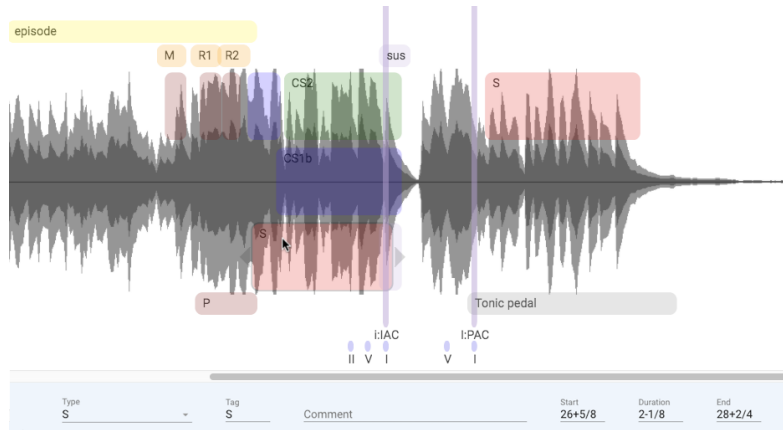 episode
M R1 R2 sus
CS2 S
CS1b
S
P Tonic pedal
i:IAC I:PAC
II V I V I
Type Tag Start Duration End
S S Comment 26+5/8 2-1/8 28+2/4